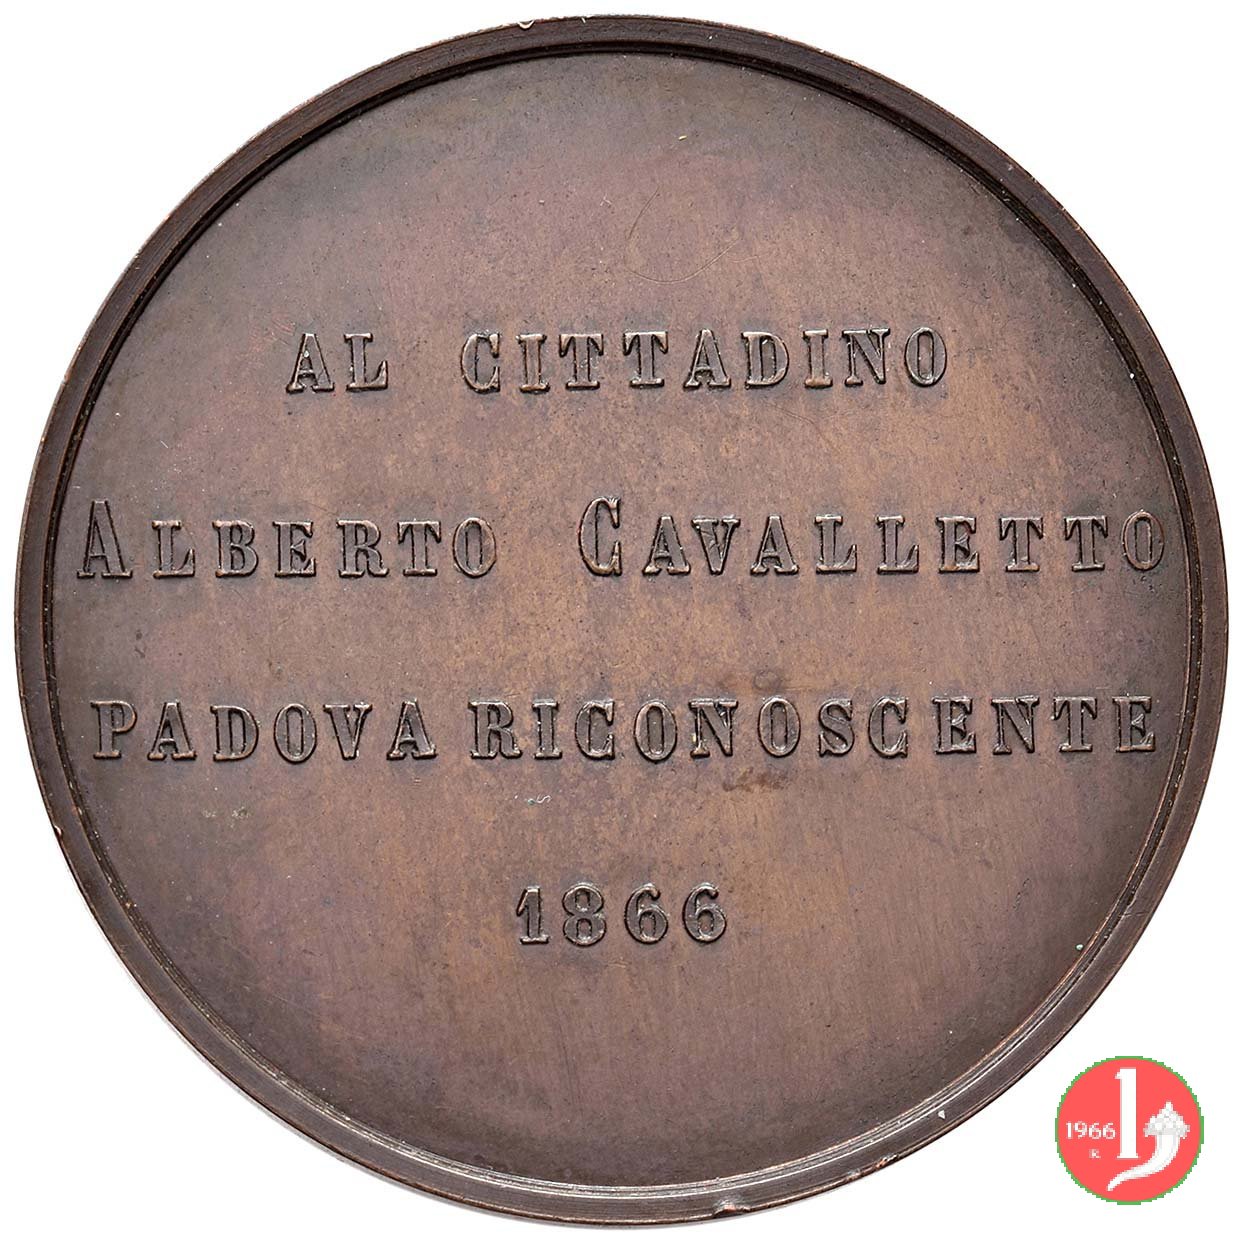 AL CITTADINO
ALBERTO CAVALLETTO
PADOVA RICONOSCENTE
1866
1966
R